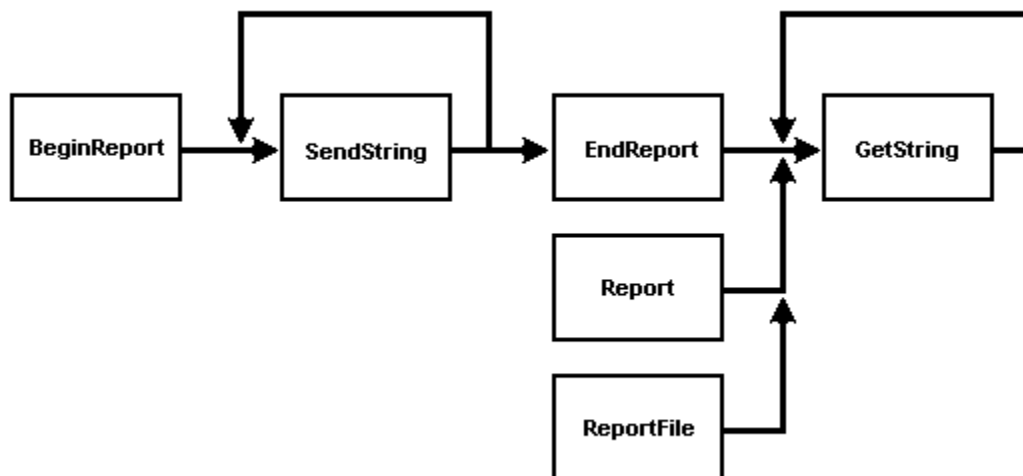 BeginReport
SendString
EndReport
GetString
Report
ReportFile